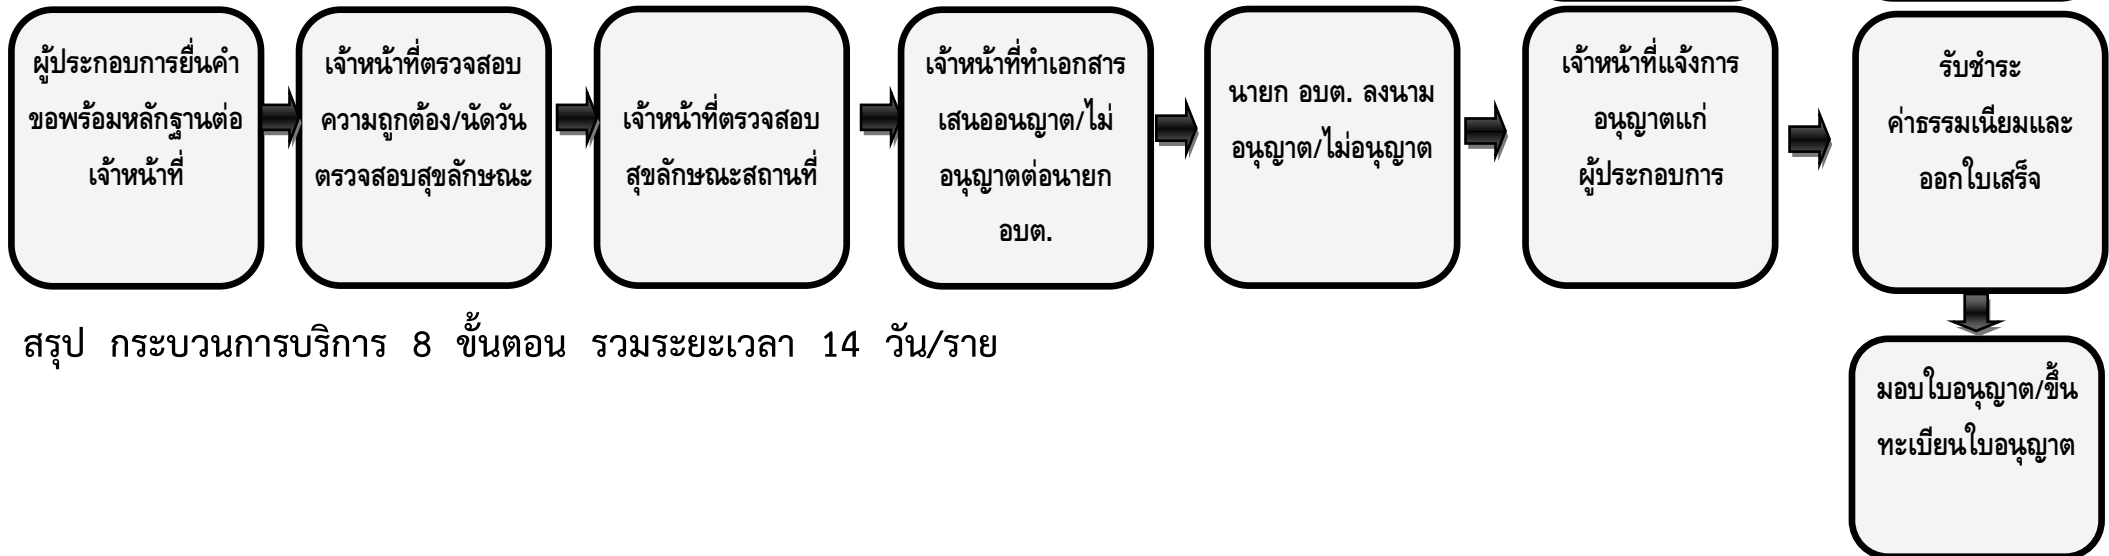 ผู้ประกอบการยื่นคำ
ขอพร้อมหลักฐานต่อ
เจ้าหน้าที่
เจ้าหน้าที่ตรวจสอบ
ความถูกต้อง/นัดวัน
ตรวจสอบสุขลักษณะ
เจ้าหน้าที่ตรวจสอบ
สุขลักษณะสถานที่
เจ้าหน้าที่ทำเอกสาร
เสนออนญาต/ไม่
อนุญาตต่อนายก
อบต.
นายก อบต. ลงนาม
อนุญาต/ไม่อนุญาต
เจ้าหน้าที่แจ้งการ
อนุญาตแก่
ผู้ประกอบการ
รับชำระ
ค่าธรรมเนียมและ
ออกใบเสร็จ
มอบใบอนุญาต/ขึ้น
ทะเบียนใบอนุญาต
สรุป กระบวนการบริการ 8 ขั้นตอน รวมระยะเวลา 14 วัน/ราย